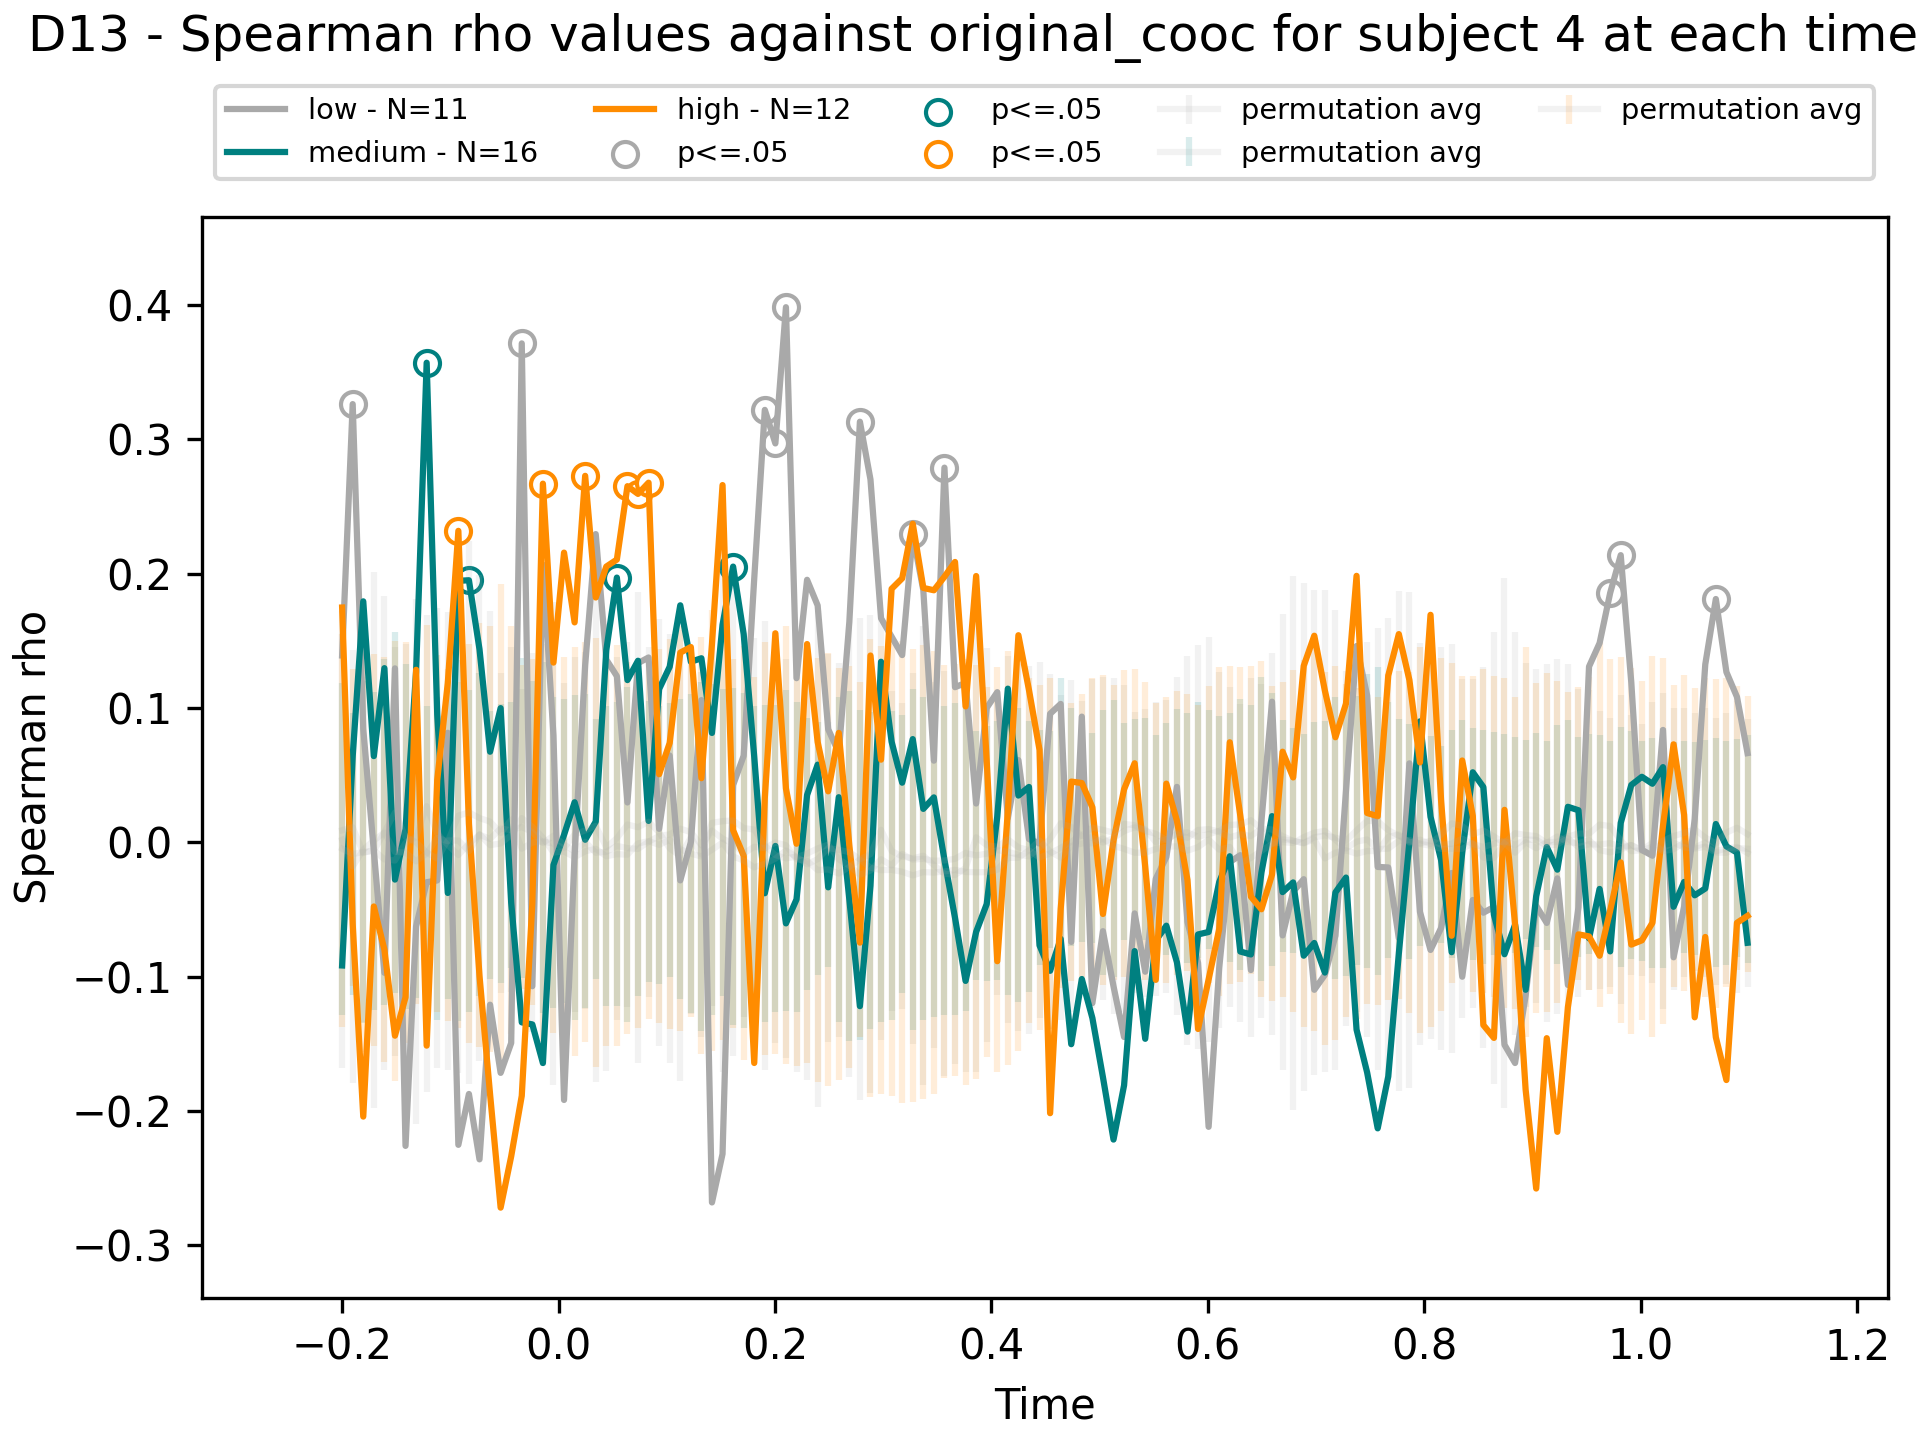 D13 - Spearman rho values against original_cooc for subject 4 at each time
low - N=11
medium - N=16
high - N=12
p<=.05
p<=.05
p<=.05
permutation avg
permutation avg
permutation avg
Spearman rho
0.4
0.3
0.2
0.1
0.0
−0.1
−0.2
−0.3
−0.2
0.0
0.2
0.4
0.6
0.8
1.0
1.2
Time